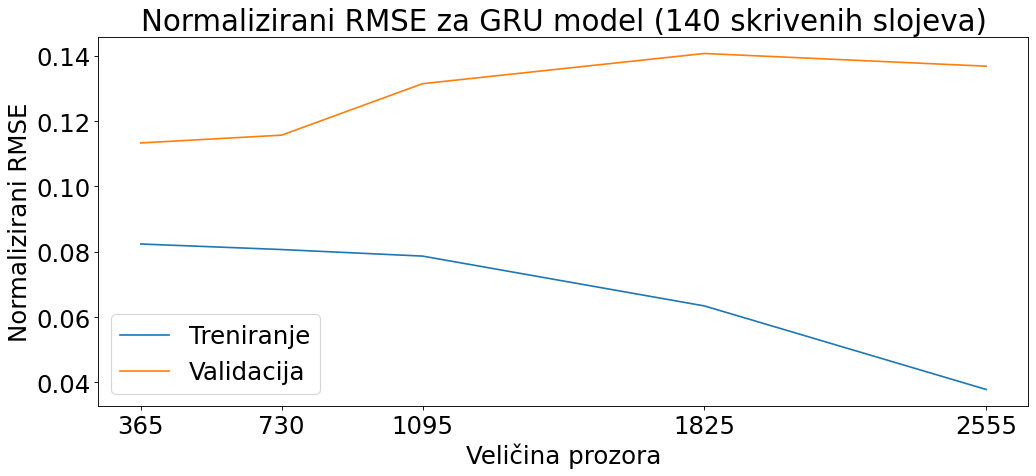 Normalizirani RMSE za GRU model (140 skrivenih slojeva)
Normalizirani RMSE
0.14
0.12
0.10
0.08
0.06
0.04
Treniranje
Validacija
365 730 1095 1825 2555
Veličina prozora